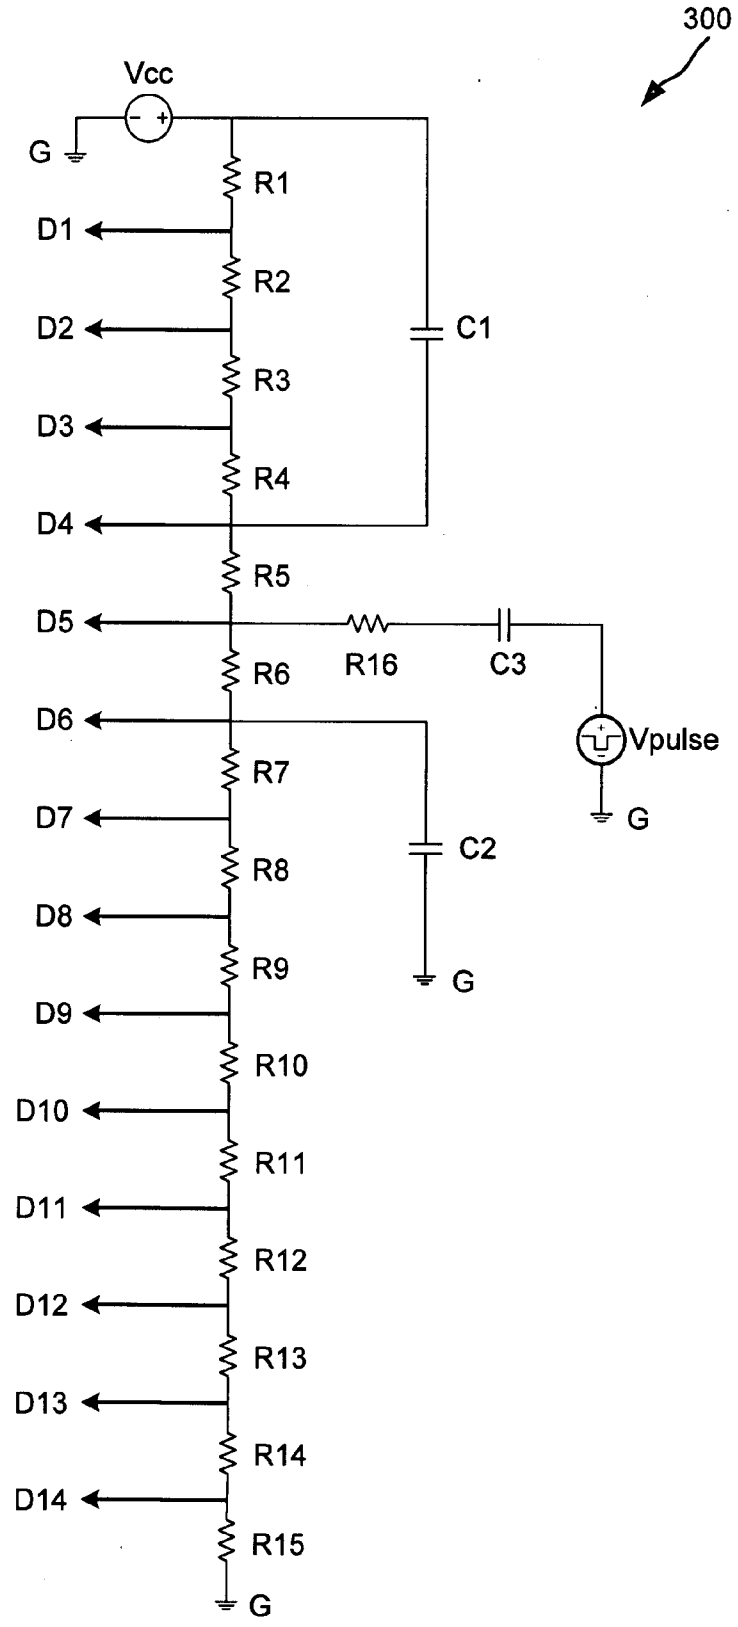 300
Vcc
G
R1
D1
R2
D2
C1
R3
D3
R4
D4
R5
D5
R16
C3
R6
D6
Vpulse
R7
D7
G
C2
R8
D8
R9
G
D9
R10
D10
R11
D11
R12
D12
R13
D13
R14
D14
R15
G